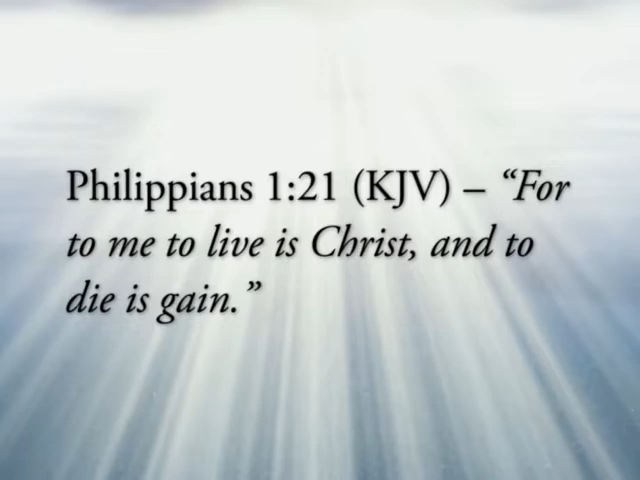 Philippians 1:21 (KJV) – “For
to me to live is Christ, and to
die is gain.”